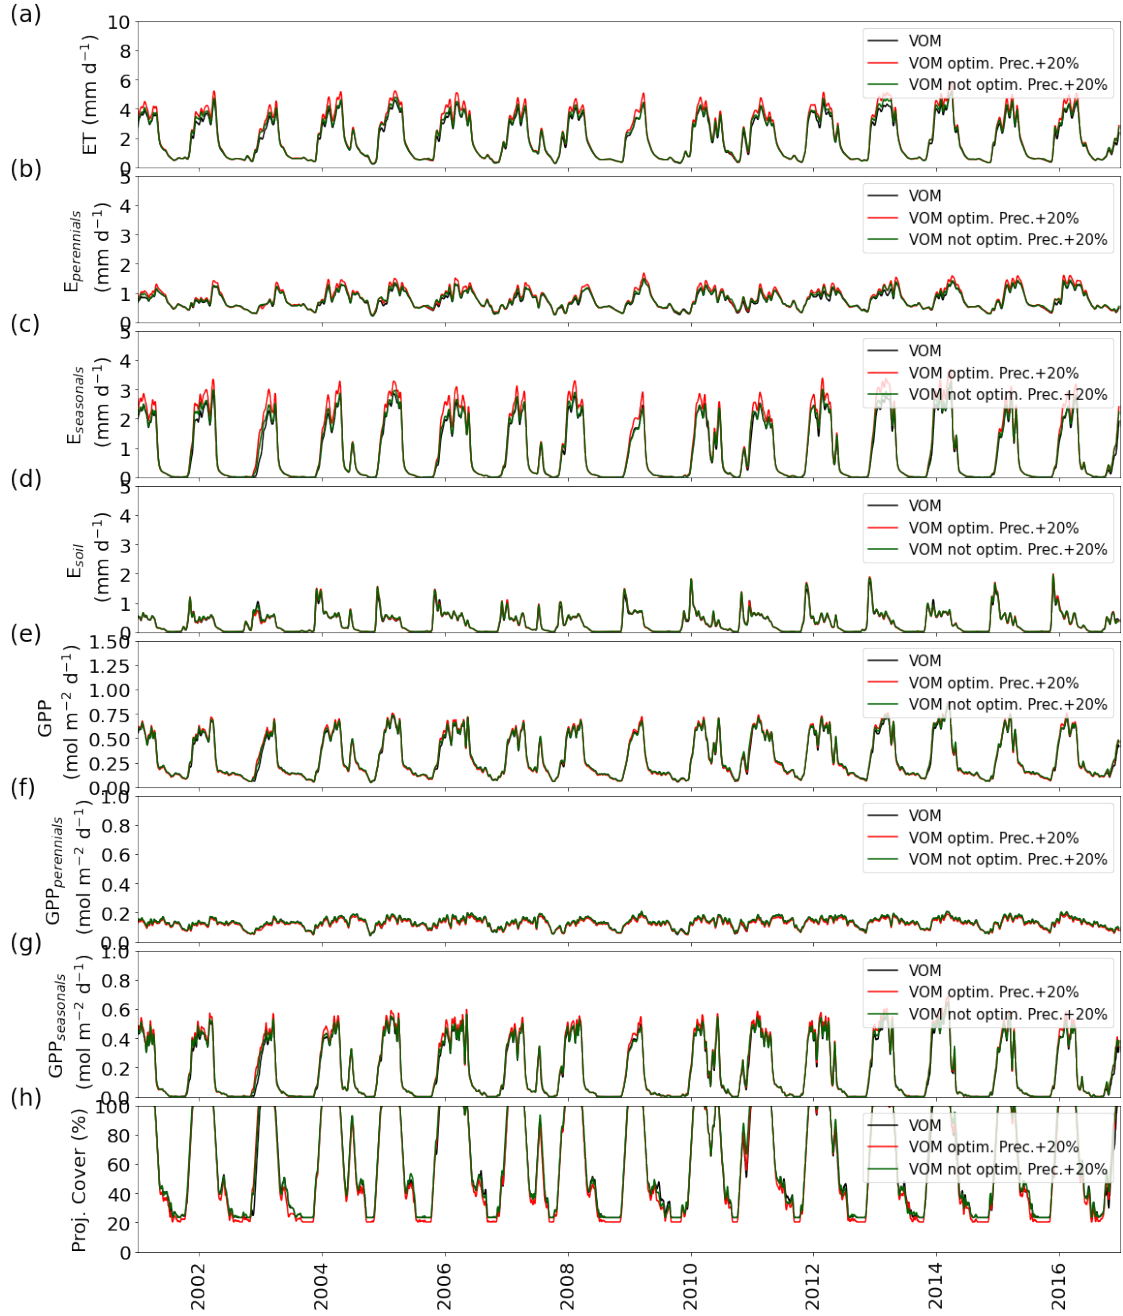 (a)
ET (mm d⁻¹)
10
8
6
4
2
0
VOM
VOM optim. Prec.+20%
VOM not optim. Prec.+20%
(b)
E perennials
(mm d⁻¹)
5
4
3
2
1
0
VOM
VOM optim. Prec.+20%
VOM not optim. Prec.+20%
(c)
E seasonals
(mm d⁻¹)
5
4
3
2
1
0
VOM
VOM optim. Prec.+20%
VOM not optim. Prec.+20%
(d)
E soil
(mm d⁻¹)
5
4
3
2
1
0
VOM
VOM optim. Prec.+20%
VOM not optim. Prec.+20%
(e)
GPP
(mol m⁻² d⁻¹)
1.50
1.25
1.00
0.75
0.50
0.25
0.00
VOM
VOM optim. Prec.+20%
VOM not optim. Prec.+20%
(f)
GPP perennials
(mol m⁻² d⁻¹)
1.0
0.8
0.6
0.4
0.2
0.0
VOM
VOM optim. Prec.+20%
VOM not optim. Prec.+20%
(g)
GPP seasonals
(mol m⁻² d⁻¹)
1.0
0.8
0.6
0.4
0.2
0.0
VOM
VOM optim. Prec.+20%
VOM not optim. Prec.+20%
(h)
Proj. Cover (%)
100
80
60
40
20
0
VOM
VOM optim. Prec.+20%
VOM not optim. Prec.+20%
2002
2004
2006
2008
2010
2012
2014
2016